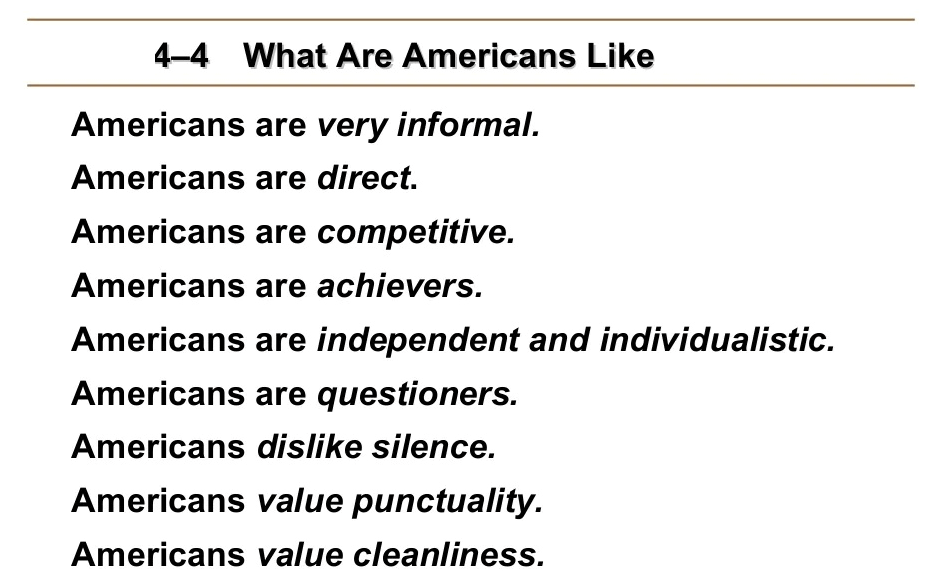 4–4 What Are Americans Like
Americans are very informal.
Americans are direct.
Americans are competitive.
Americans are achievers.
Americans are independent and individualistic.
Americans are questioners.
Americans dislike silence.
Americans value punctuality.
Americans value cleanliness.